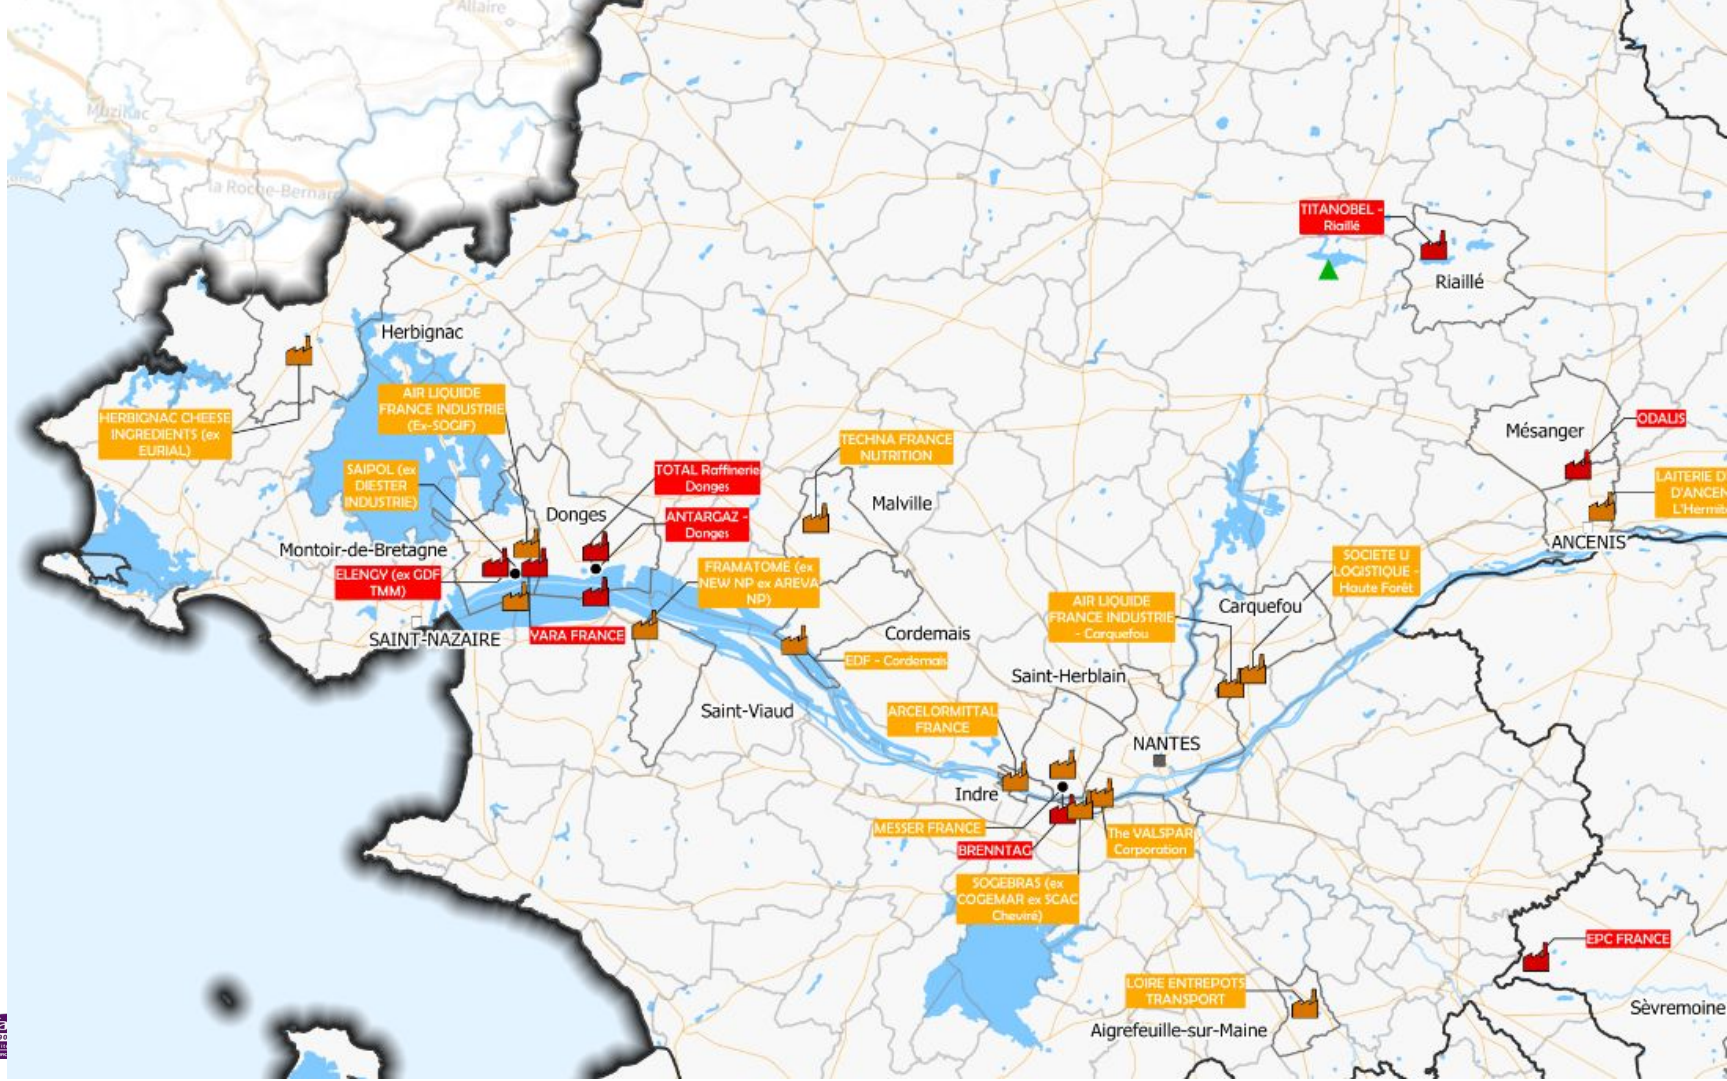 Allaire
Muzillac
la Roche-Bernard
TITANOBEL -
Riaillé
Riaillé
Herbignac
HERBIGNAC CHEESE
INGREDIENTS (ex
EURIAL)
AIR LIQUIDE
FRANCE INDUSTRIE
(Ex-SOGIF)
SAIPOL (ex
DIESTER
INDUSTRIE)
TECHNA FRANCE
NUTRITION
TOTAL Raffinerie
Donges
ANTARGAZ -
Donges
Donges
Malville
Mésanger
ODALIS
LAITERIE D
D'ANCEN
L'Hermit
ANCENIS
Montoir-de-Bretagne
ELENGY (ex GDF
TMM)
FRAMATOME (ex
NEW NP ex AREVA
NP)
SAINT-NAZAIRE
YARA FRANCE
Cordemais
EDF - Cordemais
SOCIETE U
LOGISTIQUE -
Haute Forêt
AIR LIQUIDE
FRANCE INDUSTRIE
- Carquefou
Carquefou
Saint-Herblain
Saint-Viaud
ARCELORMITTAL
FRANCE
NANTES
Indre
MESSER FRANCE
BRENNTAG
The VALSPAR
Corporation
SOGEBRAS (ex
COGEMAR ex SCAC
Cheviré)
EPC FRANCE
LOIRE ENTREPOTS
TRANSPORT
Aigrefeuille-sur-Maine
Sèvremoine